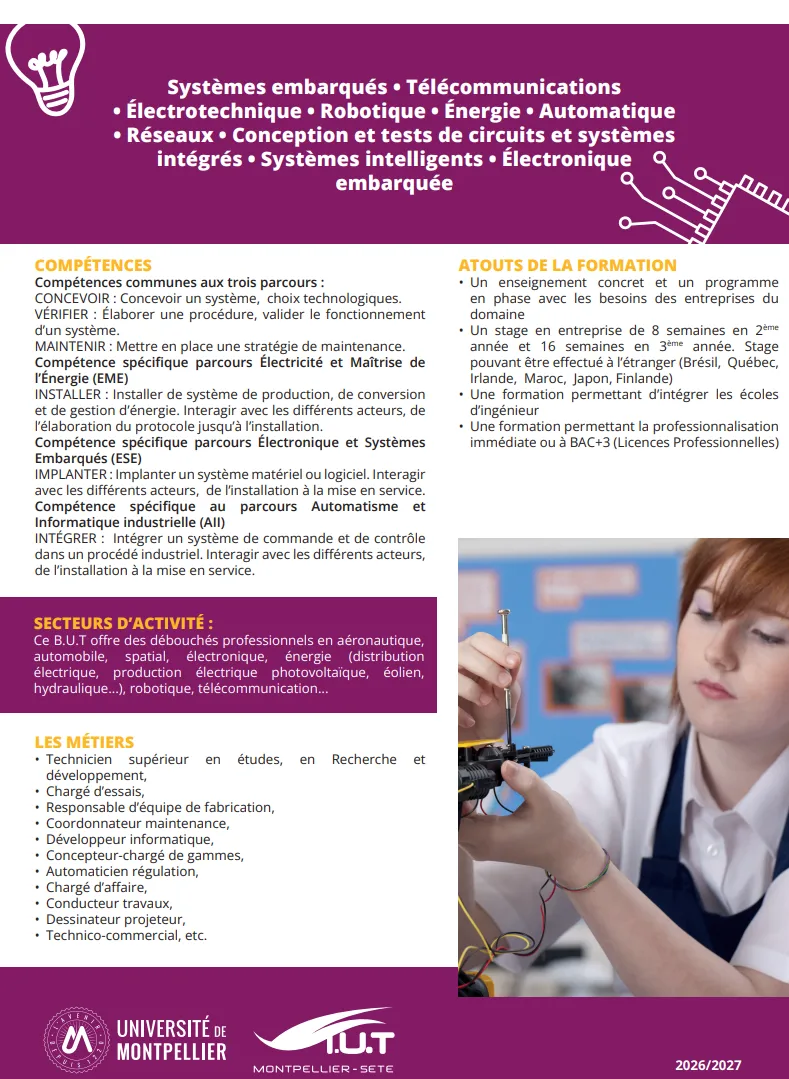 Systèmes embarqués • Télécommunications
• Électrotechnique • Robotique • Énergie • Automatique
• Réseaux • Conception et tests de circuits et systèmes
intégrés • Systèmes intelligents • Électronique
embarquée
COMPÉTENCES
Compétences communes aux trois parcours :
CONCEVOIR : Concevoir un système, choix technologiques.
VÉRIFIER : Élaborer une procédure, valider le fonctionnement
d’un système.
MAINTENIR : Mettre en place une stratégie de maintenance.
Compétence spécifique parcours Électricité et Maîtrise de
l’Énergie (EME)
INSTALLER : Installer de système de production, de conversion
et de gestion d’énergie. Interagir avec les différents acteurs, de
l’élaboration du protocole jusqu’à l’installation.
Compétence spécifique parcours Électronique et Systèmes
Embarqués (ESE)
IMPLANTER : Implanter un système matériel ou logiciel. Interagir
avec les différents acteurs, de l’installation à la mise en service.
Compétence spécifique au parcours Automatisme et
Informatique industrielle (AII)
INTÉGRER : Intégrer un système de commande et de contrôle
dans un procédé industriel. Interagir avec les différents acteurs,
de l’installation à la mise en service.
SECTEURS D’ACTIVITÉ :
Ce B.U.T offre des débouchés professionnels en aéronautique,
automobile, spatial, électronique, énergie (distribution
électrique, production électrique photovoltaïque, éolien,
hydraulique...), robotique, télécommunication...
LES MÉTIERS
• Technicien supérieur en études, en Recherche et
développement,
• Chargé d’essais,
• Responsable d’équipe de fabrication,
• Coordonnateur maintenance,
• Développeur informatique,
• Concepteur-chargé de gammes,
• Automaticien régulation,
• Chargé d’affaire,
• Conducteur travaux,
• Dessinateur projeteur,
• Technico-commercial, etc.
ATOUTS DE LA FORMATION
• Un enseignement concret et un programme
en phase avec les besoins des entreprises du
domaine
• Un stage en entreprise de 8 semaines en 2ème
année et 16 semaines en 3ème année. Stage
pouvant être effectué à l’étranger (Brésil, Québec,
Irlande, Maroc, Japon, Finlande)
• Une formation permettant d’intégrer les écoles
d’ingénieur
• Une formation permettant la professionnalisation
immédiate ou à BAC+3 (Licences Professionnelles)
L'AVENIR
DEPUIS 1220
UNIVERSITÉ DE
MONTPELLIER
I.U.T
MONTPELLIER - SETE
2026/2027